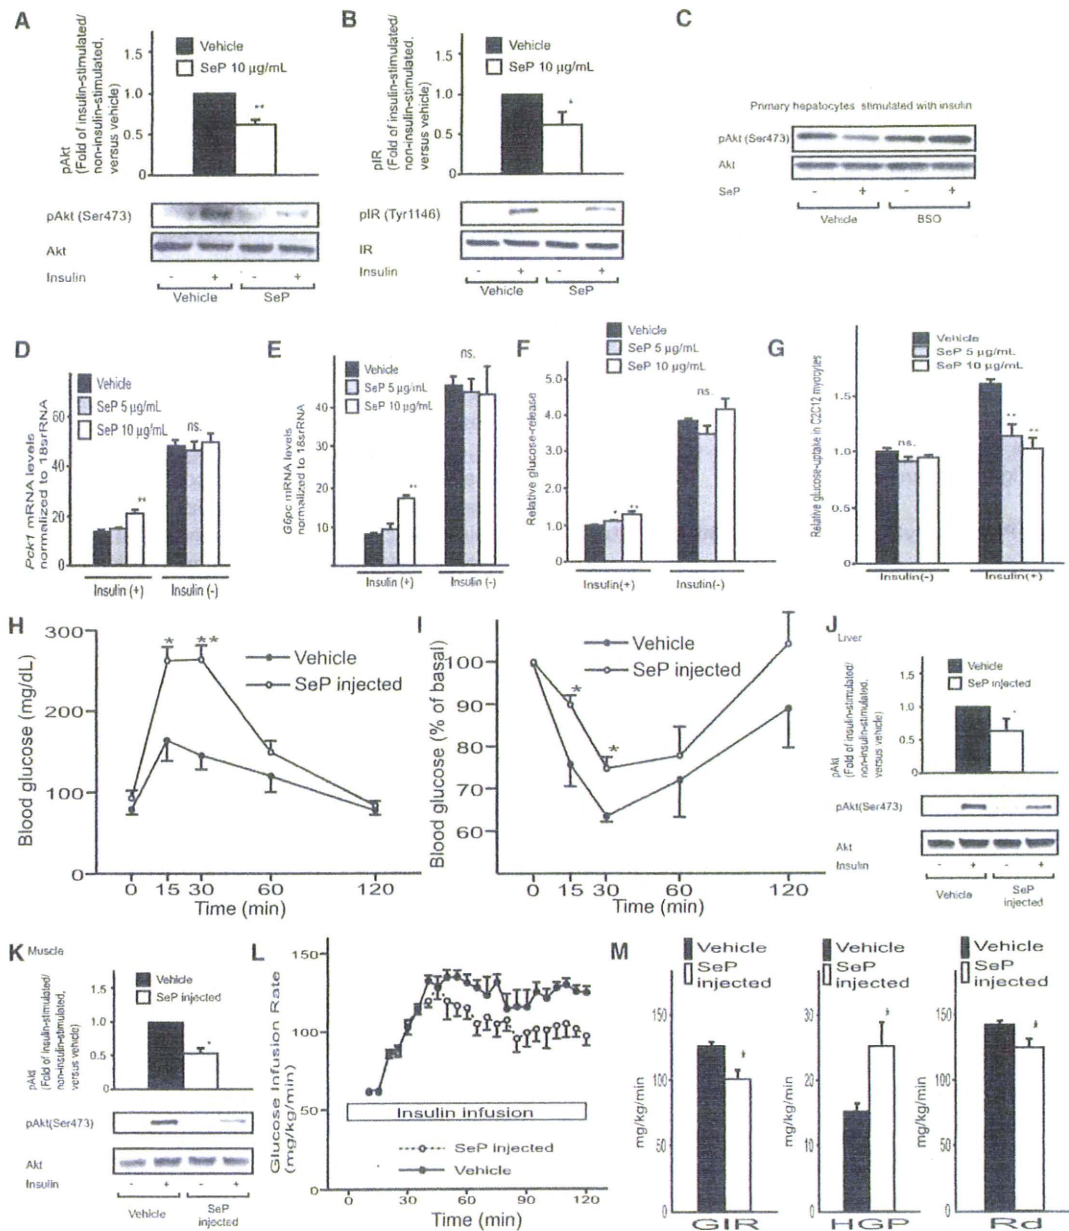 A
pAkt
(Fold of insulin-stimulated/
non-insulin-stimulated,
versus vehicle)
1.5
1.0
0.5
0
Vehicle
SeP 10 µg/mL
**
pAkt (Ser473)
Akt
Insulin
- + - +
Vehicle SeP
B
pIR
(Fold of insulin-stimulated/
non-insulin-stimulated,
versus vehicle)
1.5
1.0
0.5
0
Vehicle
SeP 10 µg/mL
*
pIR (Tyr1146)
IR
Insulin
- + - +
Vehicle SeP
C
Primary hepatocytes stimulated with insulin
pAkt (Ser473)
Akt
SeP - + - +
Vehicle BSO
D
Pck1 mRNA levels
normalized to 18srRNA
60
40
20
0
Vehicle
SeP 5 µg/mL
SeP 10 µg/mL
ns.
**
Insulin (+) Insulin (-)
E
G6pc mRNA levels
normalized to 18srRNA
40
30
20
10
Vehicle
SeP 5 µg/mL
SeP 10 µg/mL
ns.
**
Insulin (+) Insulin (-)
F
Relative glucose-release
5.0
4.0
3.0
2.0
1.0
0
Vehicle
SeP 5 µg/mL
SeP 10 µg/mL
ns.
* **
Insulin(+) Insulin(-)
G
Relative glucose-uptake in C2C12 myocytes
1.5
1.0
0.5
0
Vehicle
SeP 5 µg/mL
SeP 10 µg/mL
ns.
** **
Insulin(-) Insulin(+)
H
Blood glucose (mg/dL)
300
200
100
0
* **
Vehicle
SeP injected
0 15 30 60 120
Time (min)
I
Blood glucose (% of basal)
100
90
80
70
60
*
*
Vehicle
SeP injected
0 15 30 60 120
Time (min)
J Liver
pAkt
(Fold of insulin-stimulated/
non-insulin-stimulated,
versus vehicle)
1.5
1.0
0.5
0
Vehicle
SeP injected
pAkt(Ser473)
Akt
Insulin - + - +
Vehicle SeP
injected
K Muscle
pAkt
(Fold of insulin-stimulated/
non-insulin-stimulated,
versus vehicle)
1.5
1.0
0.5
0
Vehicle
SeP injected
*
pAkt(Ser473)
Akt
Insulin - + - +
Vehicle SeP
injected
L
Glucose Infusion Rate
(mg/kg/min)
150
100
50
0
Insulin infusion
SeP injected
Vehicle
0 30 60 90 120
Time (min)
M
Vehicle
SeP
injected
mg/kg/min
150
100
50
0
GIR
Vehicle
SeP
injected
mg/kg/min
30
20
10
0
HGP
Vehicle
SeP
injected
mg/kg/min
150
100
50
0
Rd